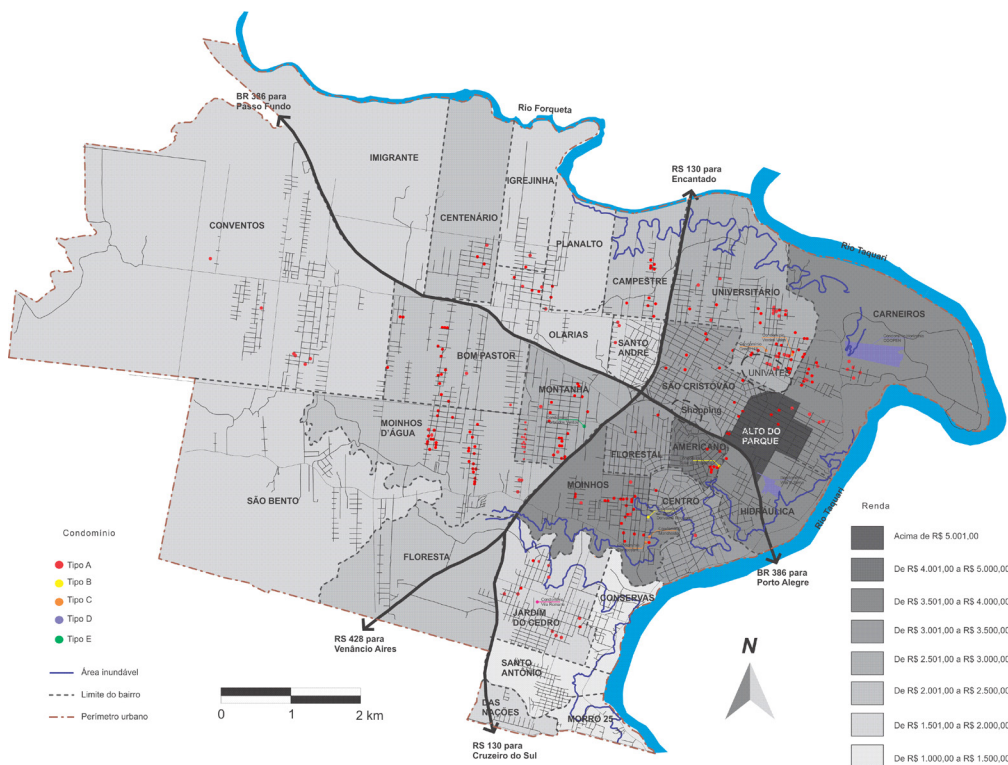 BR 386 para
Passo Fundo
Rio Forqueta
RS 130 para
Encantado
IMIGRANTE
IGREJINHA
CENTENÁRIO
CONVENTOS
PLANALTO
Rio Taquari
CAMPESTRE
UNIVERSITÁRIO
CARNEIROS
OLARIAS
SANTO
ANDRÉ
BOM PASTOR
UNIVATES
MONTANHA
SÃO CRISTOVÃO
Shopping
MOINHOS
D'ÁGUA
ALTO DO
PARQUE
AMERICANO
FLORESTAL
MOINHOS
CENTRO
SÃO BENTO
HIDRÁULICA
Rio Taquari
FLORESTA
BR 386 para
Porto Alegre
CONSERVAS
JARDIM
DO CEDRO
RS 428 para
Venâncio Aires
SANTO
ANTÔNIO
DAS
NAÇÕES
MORRO 25
RS 130 para
Cruzeiro do Sul
Condomínio
Tipo A
Tipo B
Tipo C
Tipo D
Tipo E
Área inundável
Limite do bairro
Perímetro urbano
0 1 2 km
N
Renda
Acima de R$ 5.001,00
De R$ 4.001,00 a R$ 5.000,00
De R$ 3.501,00 a R$ 4.000,00
De R$ 3.001,00 a R$ 3.500,00
De R$ 2.501,00 a R$ 3.000,00
De R$ 2.001,00 a R$ 2.500,00
De R$ 1.501,00 a R$ 2.000,00
De R$ 1.000,00 a R$ 1.500,00